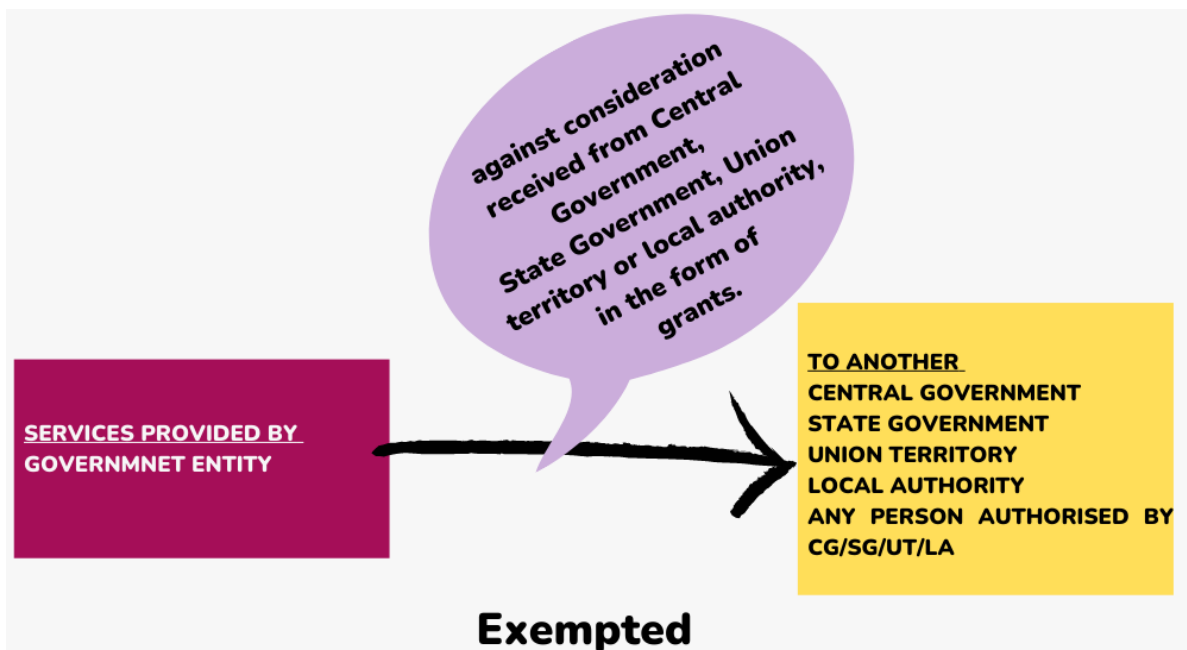 against consideration
received from Central
Government,
State Government, Union
territory or local authority,
in the form of
grants.
SERVICES PROVIDED BY
GOVERNMNET ENTITY
TO ANOTHER
CENTRAL GOVERNMENT
STATE GOVERNMENT
UNION TERRITORY
LOCAL AUTHORITY
ANY PERSON AUTHORISED BY
CG/SG/UT/LA
Exempted